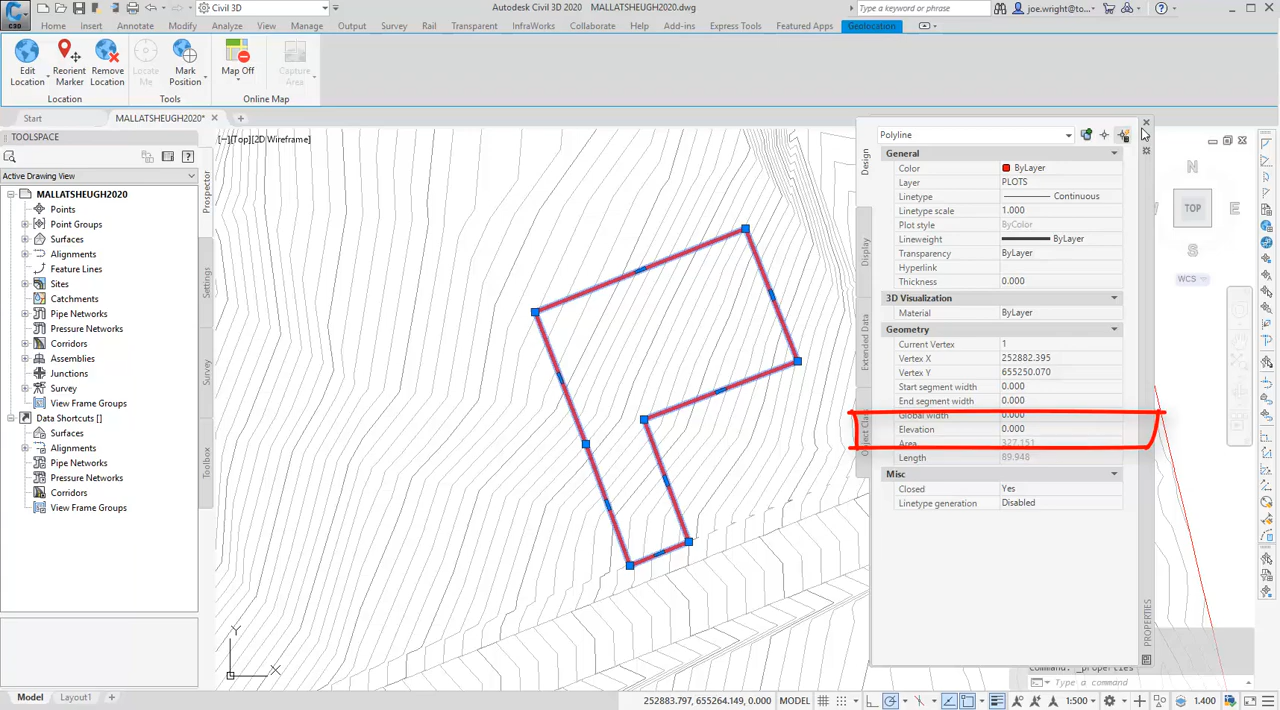 Civil 3D
Autodesk Civil 3D 2020 MALLATSHEUGH2020.dwg
Type a keyword or phrase
joe.wright@to...
C3D
Home Insert Annotate Modify Analyze View Manage Output Survey Rail Transparent InfraWorks Collaborate Help Add-ins Express Tools Featured Apps Geolocation
Edit Location
Reorient Marker
Remove Location
Locate Me
Mark Position
Map Off
Capture Area
Location
Tools
Online Map
Start
MALLATSHEUGH2020*
TOOLSPACE
Active Drawing View
MALLATSHEUGH2020
Points
Point Groups
Surfaces
Alignments
Feature Lines
Sites
Catchments
Pipe Networks
Pressure Networks
Corridors
Assemblies
Junctions
Survey
View Frame Groups
Data Shortcuts []
Surfaces
Alignments
Pipe Networks
Pressure Networks
Corridors
View Frame Groups
Prospector
Settings
Survey
Toolbox
[−][Top][2D Wireframe]
Y
X
Polyline
Design
Display
Extended Data
General
Color ByLayer
Layer PLOTS
Linetype Continuous
Linetype scale 1.000
Plot style ByColor
Lineweight ByLayer
Transparency ByLayer
Hyperlink
Thickness 0.000
3D Visualization
Material ByLayer
Geometry
Current Vertex 1
Vertex X 252882.395
Vertex Y 655250.070
Start segment width 0.000
End segment width 0.000
Global width 0.000
Elevation 0.000
Area 327.151
Length 89.948
Misc
Closed Yes
Linetype generation Disabled
PROPERTIES
N
TOP
E
S
WCS
Command: _properties
Type a command
Model Layout1
252883.797, 655264.149, 0.000 MODEL
1:500
1.400